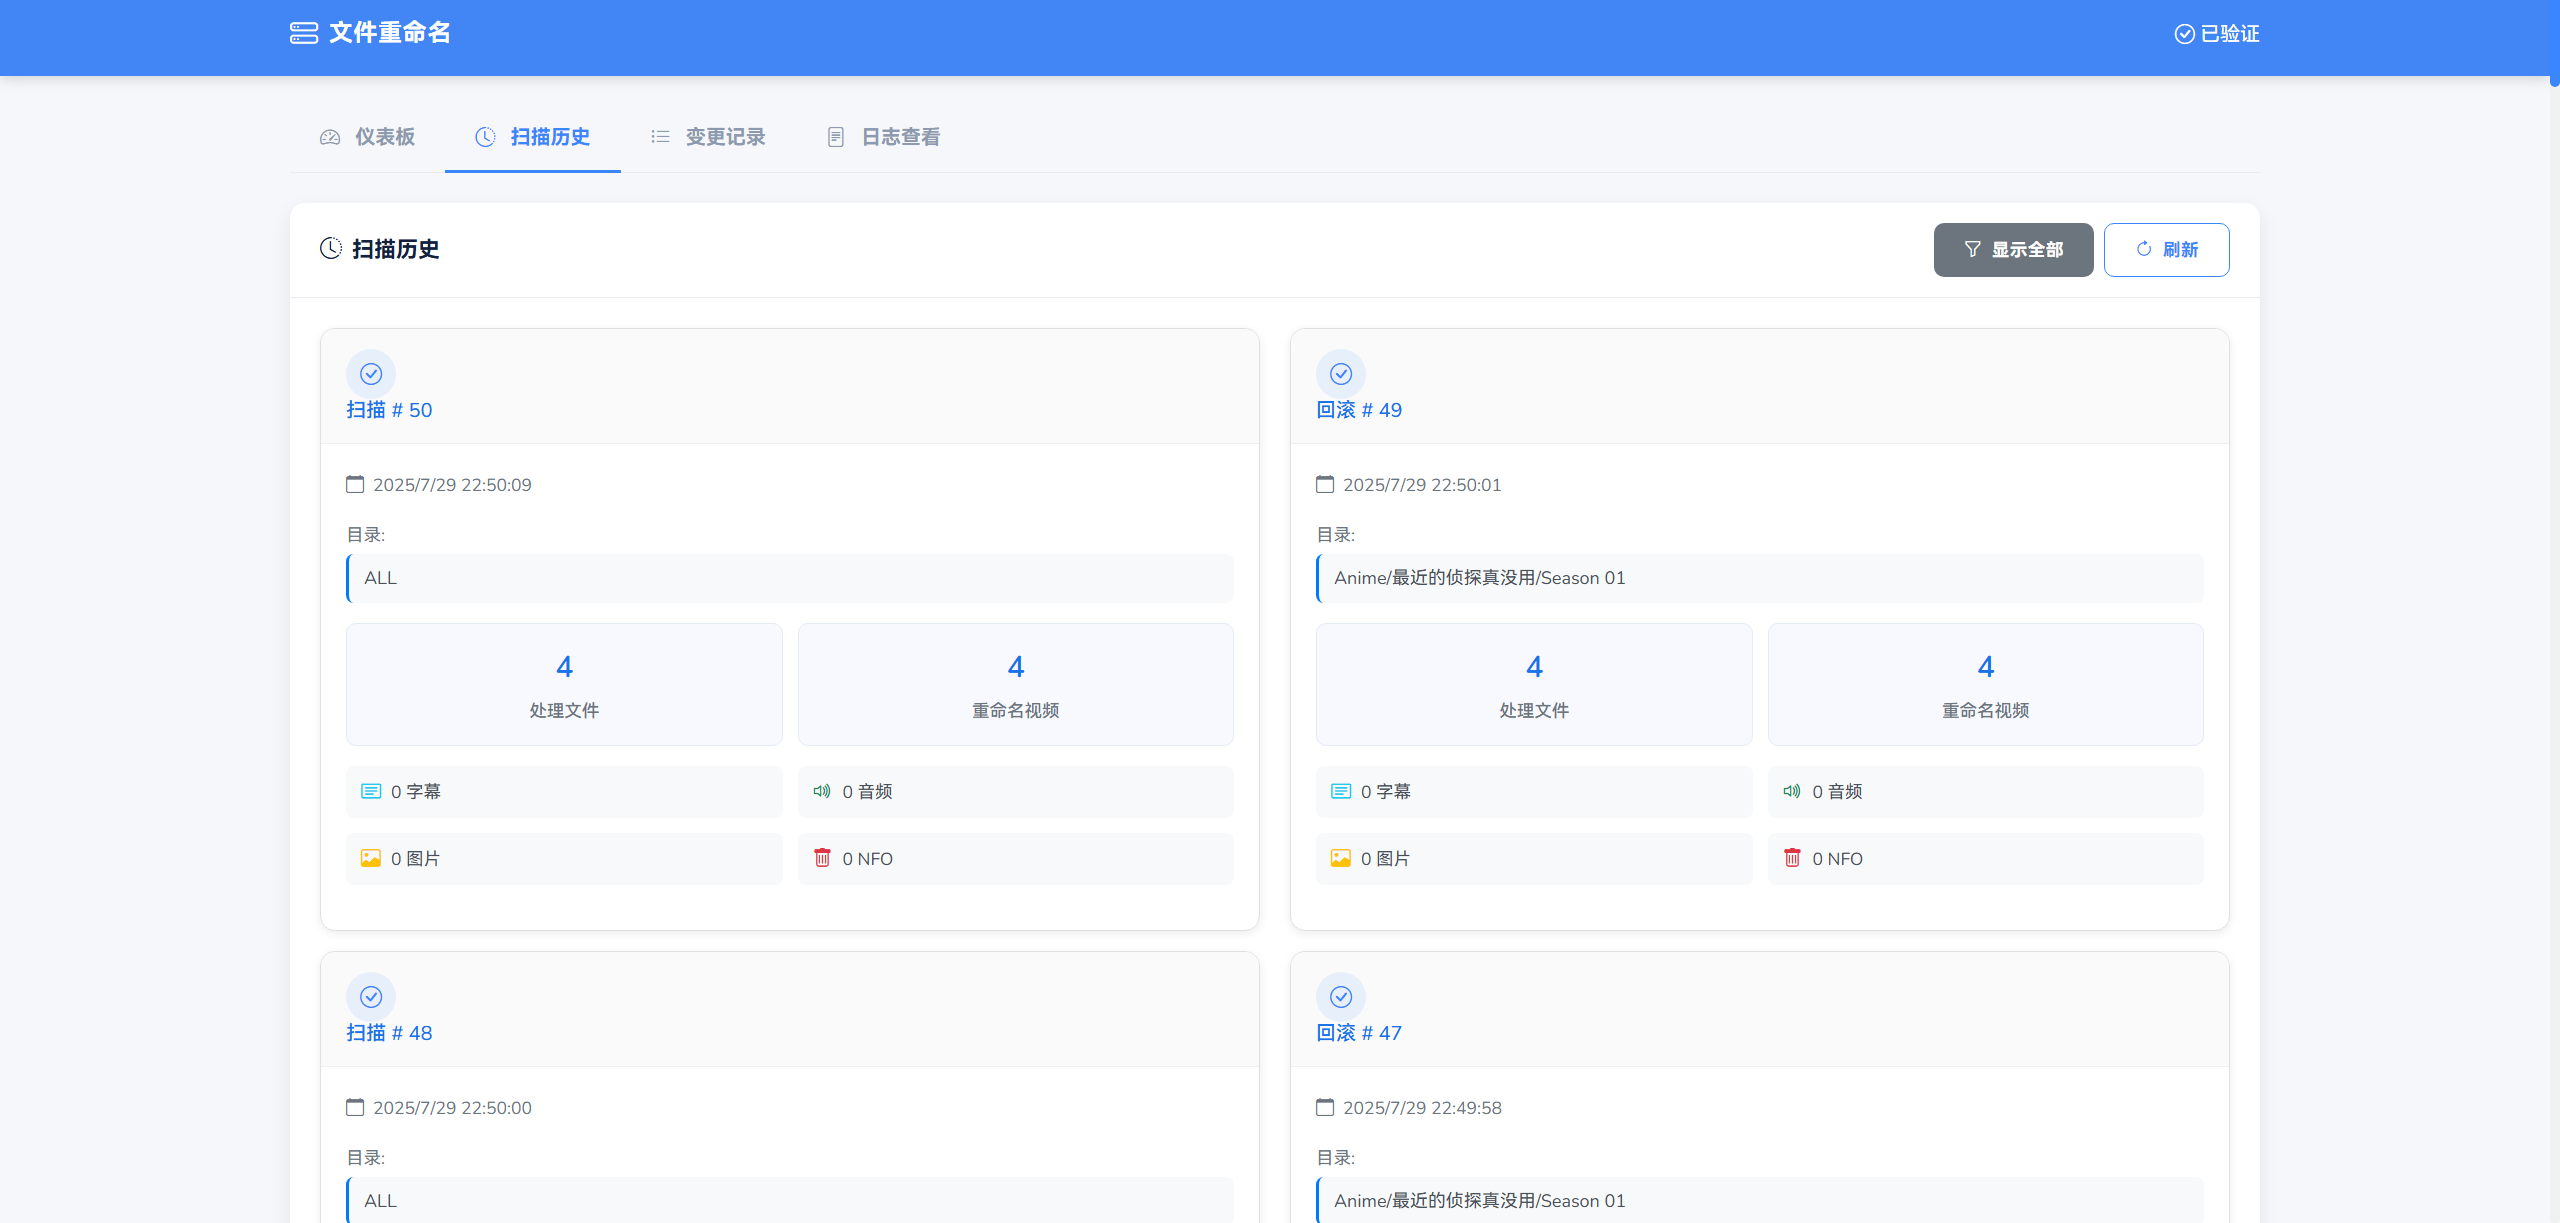 文件重命名
已验证
仪表板
扫描历史
变更记录
日志查看
扫描历史
显示全部
刷新
扫描 # 50
2025/7/29 22:50:09
目录:
ALL
4
处理文件
4
重命名视频
0 字幕
0 音频
0 图片
0 NFO
回滚 # 49
2025/7/29 22:50:01
目录:
Anime/最近的侦探真没用/Season 01
4
处理文件
4
重命名视频
0 字幕
0 音频
0 图片
0 NFO
扫描 # 48
2025/7/29 22:50:00
目录:
ALL
回滚 # 47
2025/7/29 22:49:58
目录:
Anime/最近的侦探真没用/Season 01